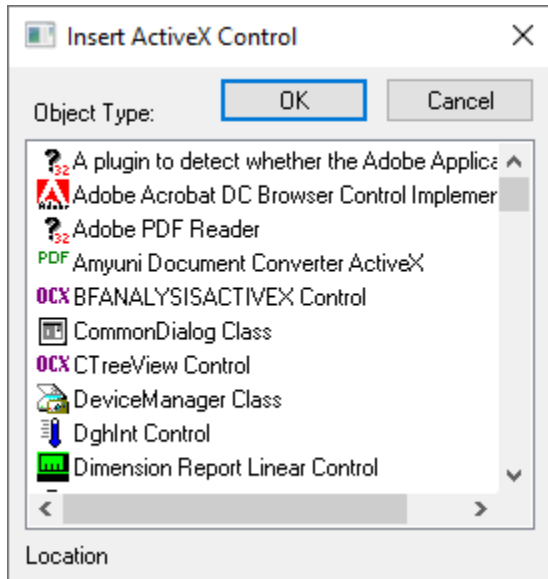 Insert ActiveX Control
Object Type:
OK
Cancel
A plugin to detect whether the Adobe Applica
Adobe Acrobat DC Browser Control Implemer
Adobe PDF Reader
PDF Amyuni Document Converter ActiveX
OCX BFANALYSISACTIVEX Control
CommonDialog Class
OCX CTreeView Control
DeviceManager Class
DghInt Control
Dimension Report Linear Control
Location